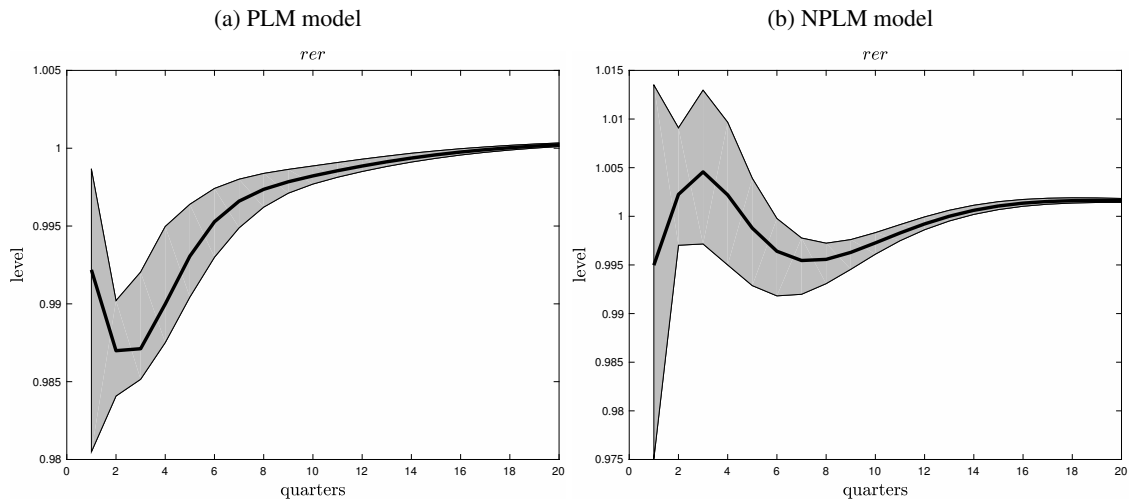 (a) PLM model
rer
1.005
1
0.995
0.99
0.985
0.98
level
0 2 4 6 8 10 12 14 16 18 20
quarters
(b) NPLM model
rer
1.015
1.01
1.005
1
0.995
0.99
0.985
0.98
0.975
level
0 2 4 6 8 10 12 14 16 18 20
quarters